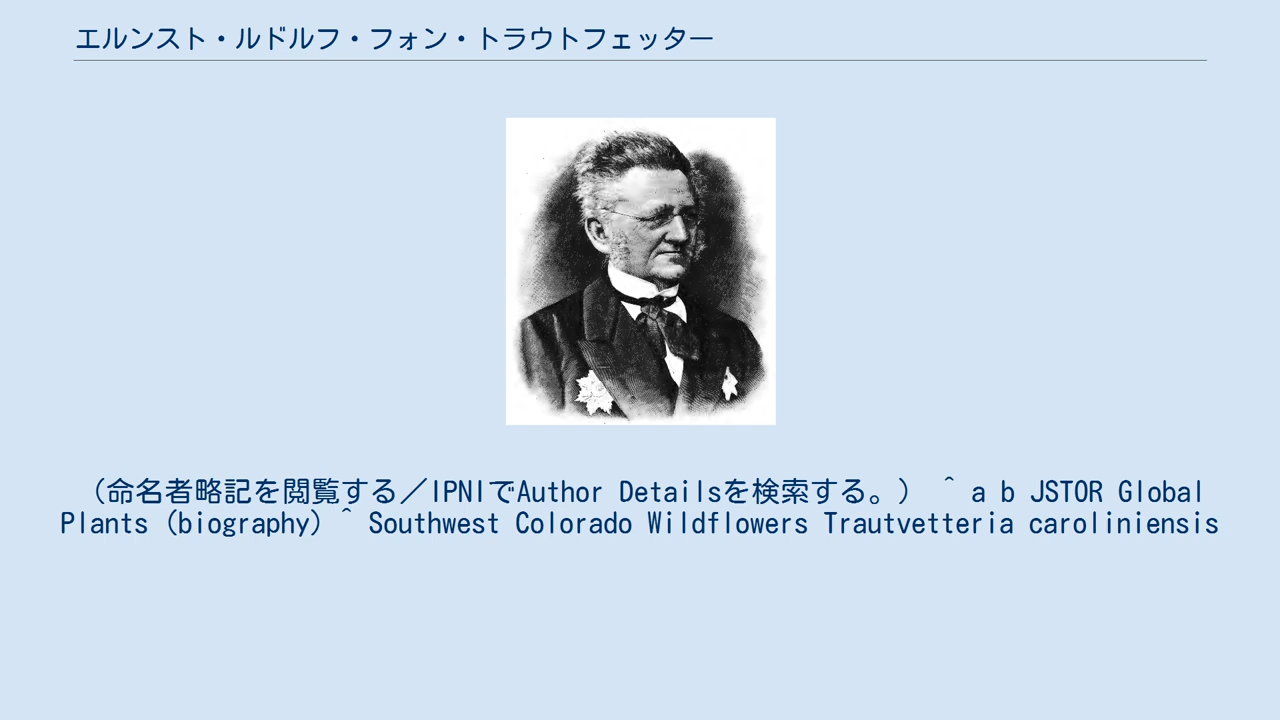 エルンスト・ルドルフ・フォン・トラウトフェッター
（命名者略記を閲覧する／IPNIでAuthor Detailsを検索する。） ^ a b JSTOR Global
Plants (biography) ^ Southwest Colorado Wildflowers Trautvetteria caroliniensis